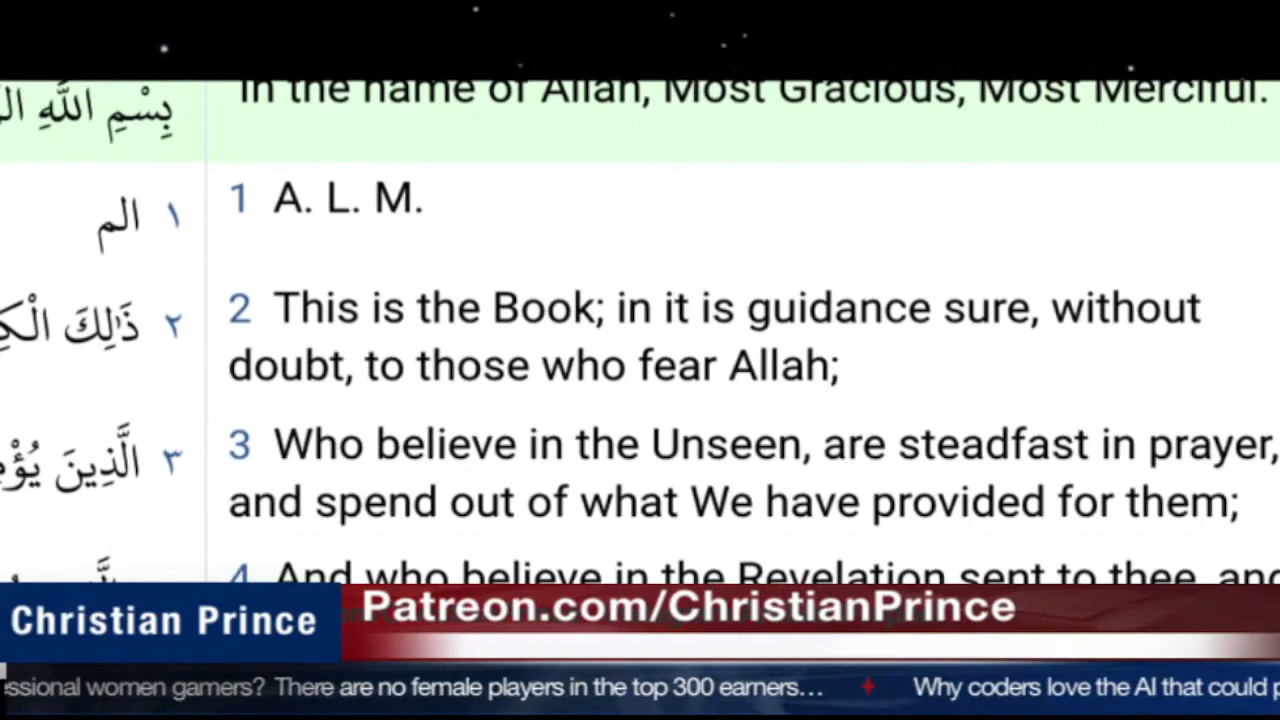 بِسْمِ اللَّهِ
In the name of Allah, Most Gracious, Most Merciful.
١ الم
1 A. L. M.
٢ ذَٰلِكَ
2 This is the Book; in it is guidance sure, without
doubt, to those who fear Allah;
٣ الَّذِينَ
3 Who believe in the Unseen, are steadfast in prayer,
and spend out of what We have provided for them;
4 And who believe in the Revelation sent to thee, and
Christian Prince
Patreon.com/ChristianPrince
women gamers? There are no female players in the top 300 earners... Why coders love the AI that could